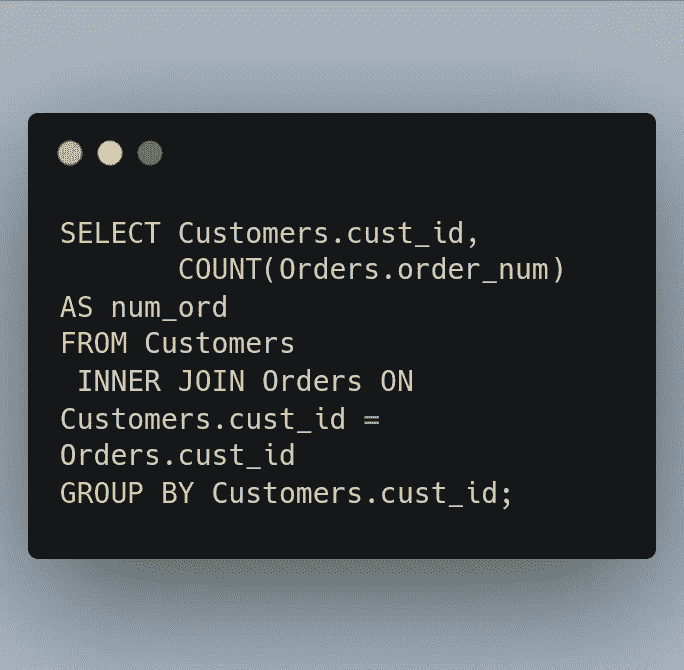 SELECT Customers.cust_id,
       COUNT(Orders.order_num)
AS num_ord
FROM Customers
 INNER JOIN Orders ON
Customers.cust_id =
Orders.cust_id
GROUP BY Customers.cust_id;